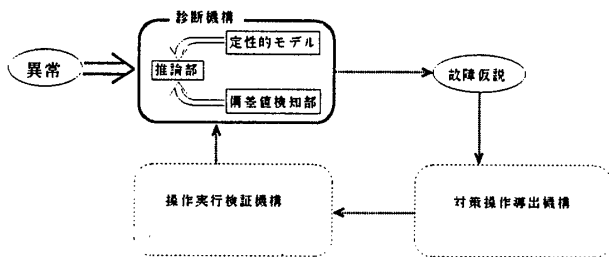 診断機構
定性的モデル
異常
推論部
故障仮説
偏差値検知部
操作実行検証機構
対策操作導出機構